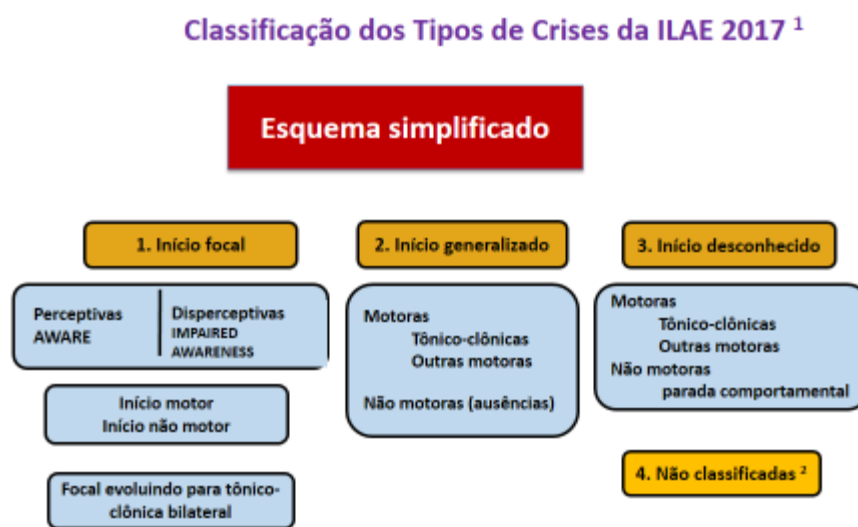 Classificação dos Tipos de Crises da ILAE 2017 ¹
Esquema simplificado
1. Início focal
Perceptivas
AWARE
Disperceptivas
IMPAIRED
AWARENESS
Início motor
Início não motor
Focal evoluindo para tônico-
clônica bilateral
2. Início generalizado
Motoras
Tônico-clônicas
Outras motoras
Não motoras (ausências)
3. Início desconhecido
Motoras
Tônico-clônicas
Outras motoras
Não motoras
parada comportamental
4. Não classificadas ²